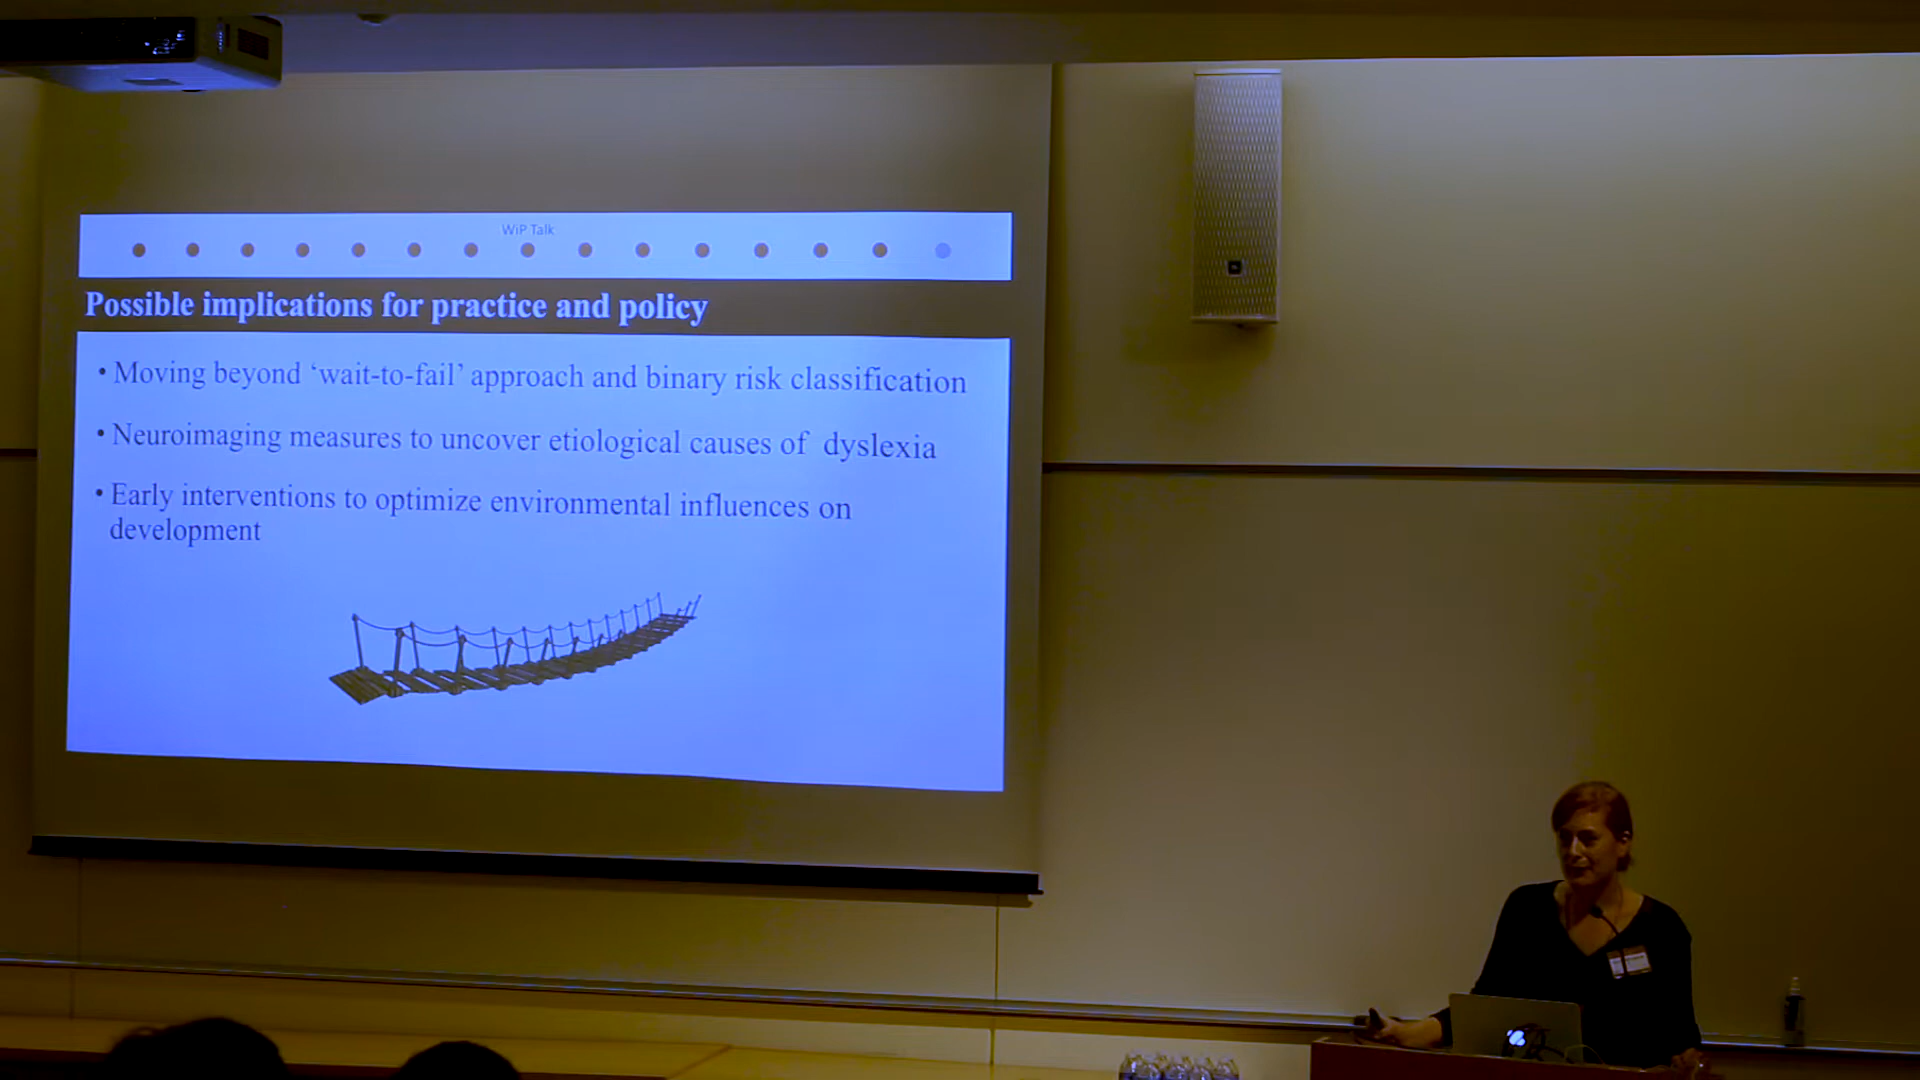 WiP Talk
Possible implications for practice and policy
• Moving beyond ‘wait-to-fail’ approach and binary risk classification
• Neuroimaging measures to uncover etiological causes of dyslexia
• Early interventions to optimize environmental influences on
development